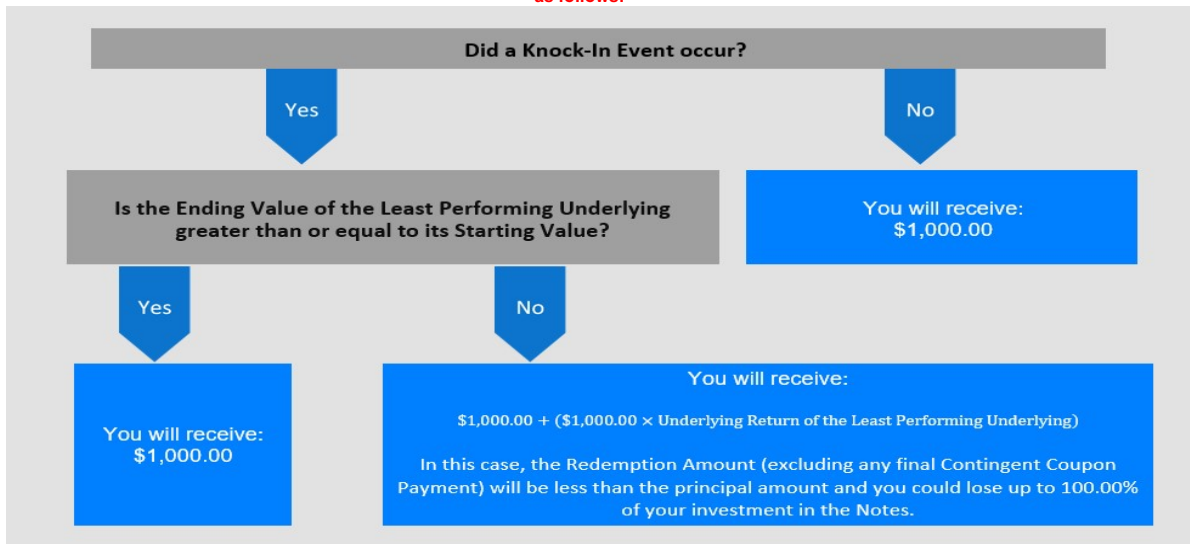 as follows:
Did a Knock-In Event occur?
Yes
No
Is the Ending Value of the Least Performing Underlying
greater than or equal to its Starting Value?
You will receive:
$1,000.00
Yes
No
You will receive:
$1,000.00
You will receive:
$1,000.00 + ($1,000.00 × Underlying Return of the Least Performing Underlying)
In this case, the Redemption Amount (excluding any final Contingent Coupon
Payment) will be less than the principal amount and you could lose up to 100.00%
of your investment in the Notes.